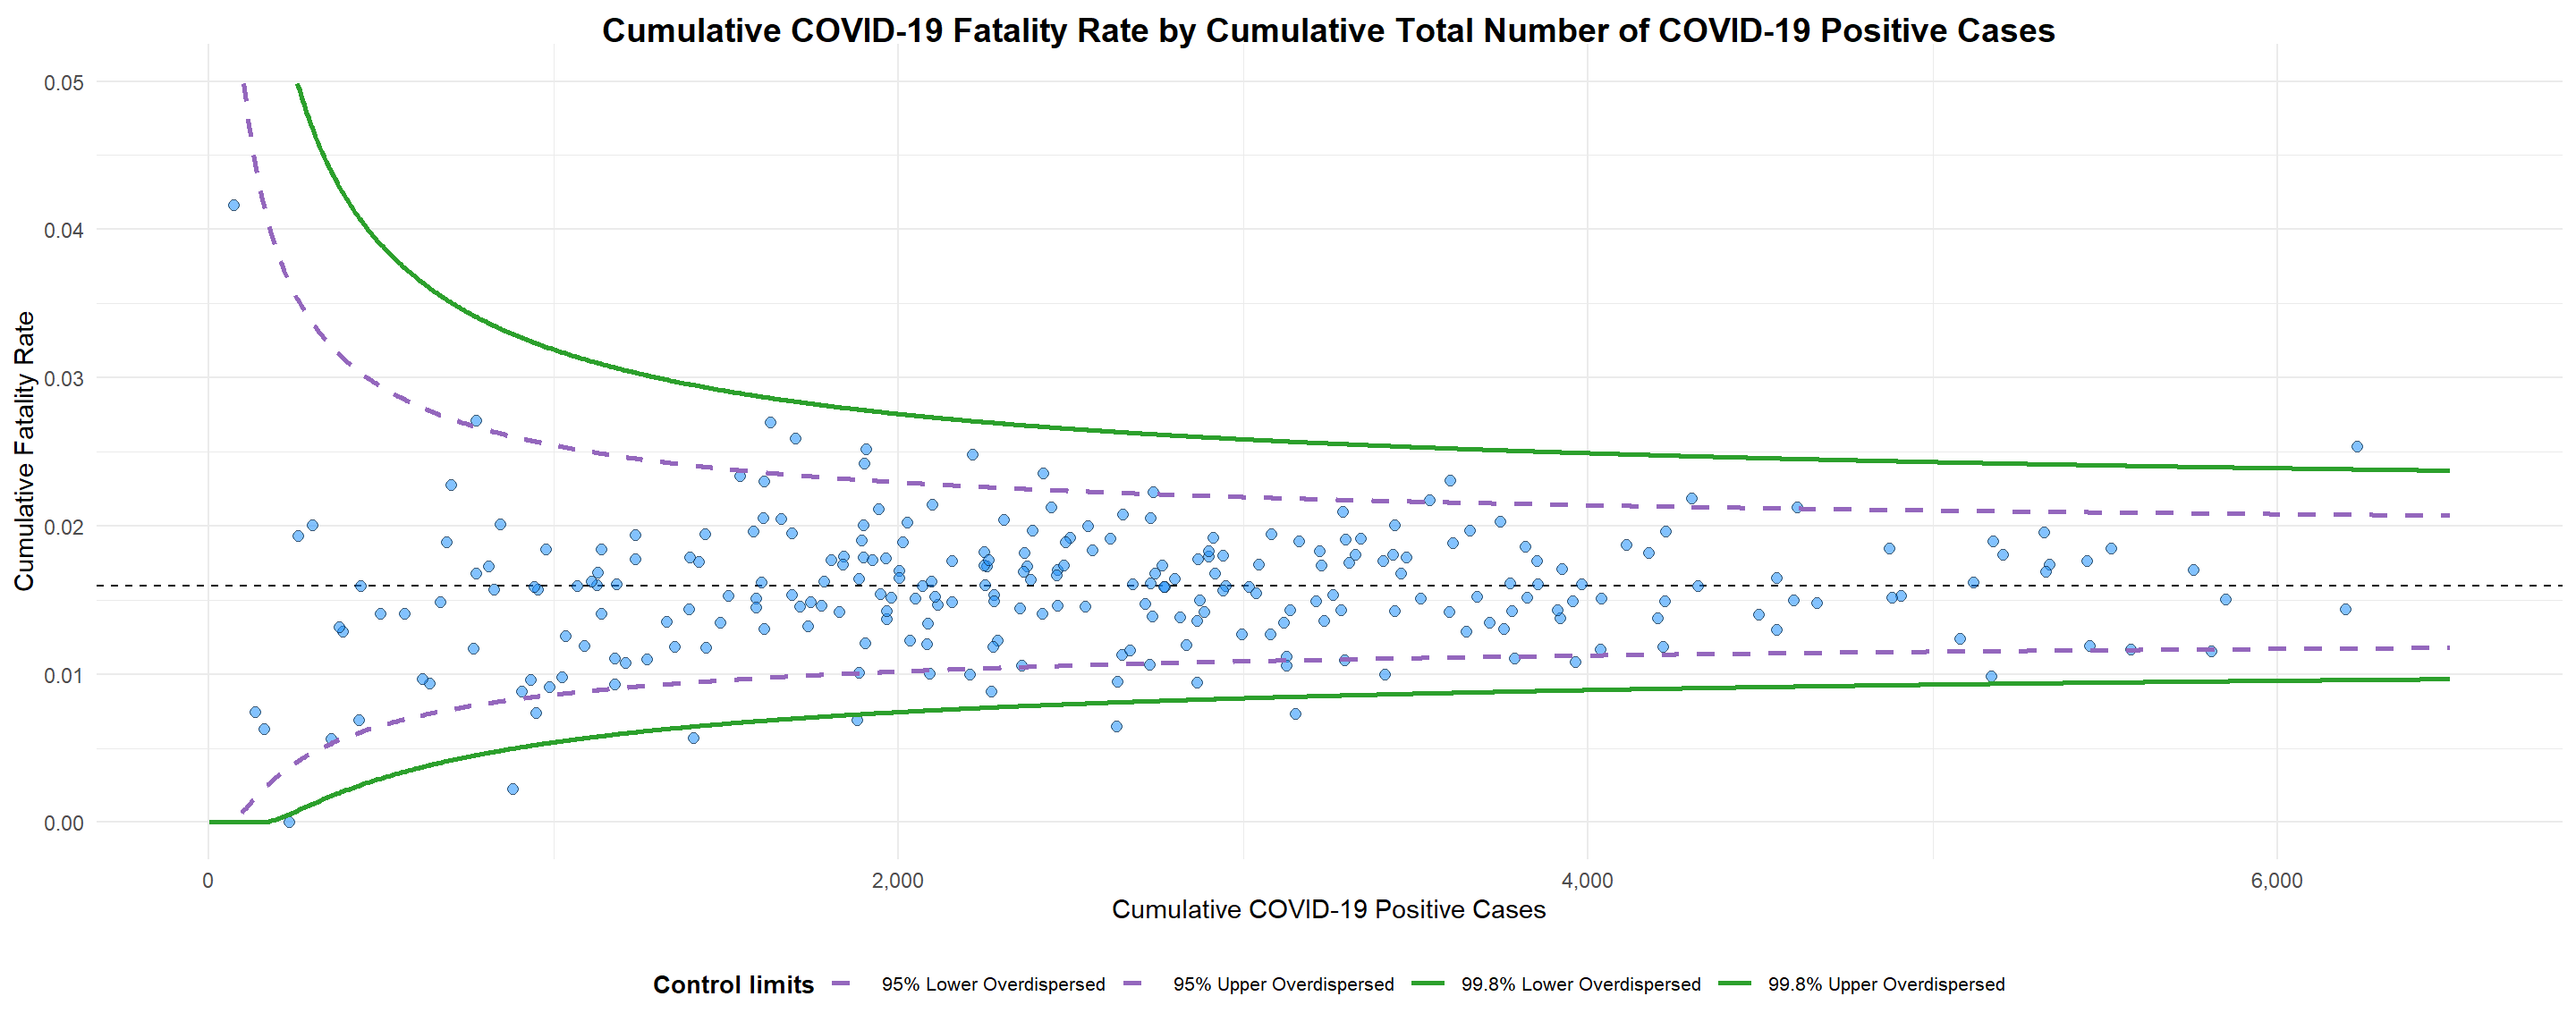 Cumulative COVID-19 Fatality Rate by Cumulative Total Number of COVID-19 Positive Cases
Cumulative Fatality Rate
0.05
0.04
0.03
0.02
0.01
0.00
0 2,000 4,000 6,000
Cumulative COVID-19 Positive Cases
Control limits 95% Lower Overdispersed 95% Upper Overdispersed 99.8% Lower Overdispersed 99.8% Upper Overdispersed